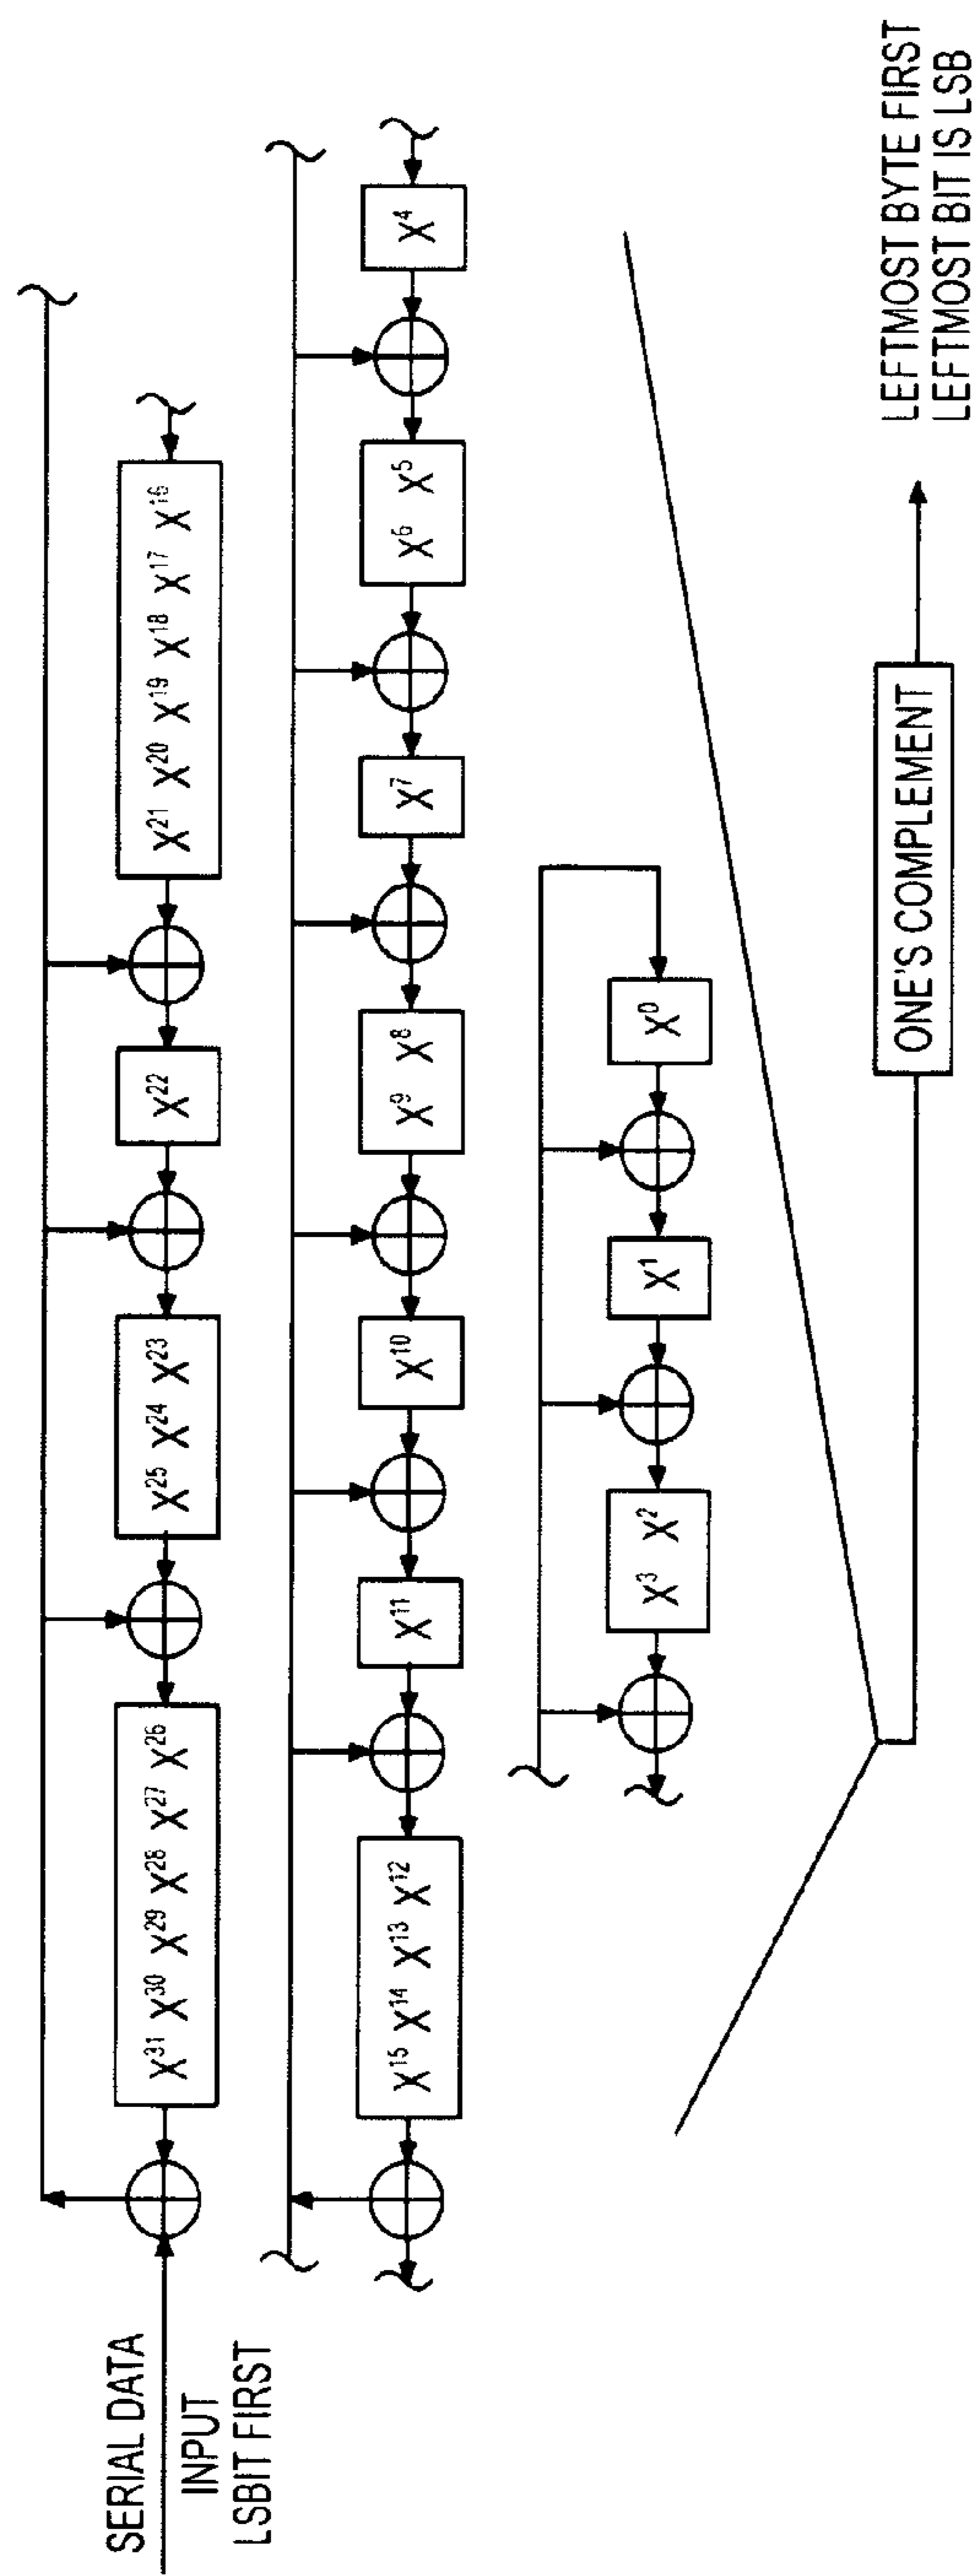 SERIAL DATA
INPUT
LSBIT FIRST
X³¹ X³⁰ X²⁹ X²⁸ X²⁷ X²⁶
X²⁵ X²⁴ X²³
X²²
X²¹ X²⁰ X¹⁹ X¹⁸ X¹⁷ X¹⁶
X¹⁵ X¹⁴ X¹³ X¹²
X¹¹
X¹⁰
X⁹ X⁸
X⁷
X⁶ X⁵
X⁴
X³ X²
X¹
X⁰
ONE'S COMPLEMENT
LEFTMOST BYTE FIRST
LEFTMOST BIT IS LSB